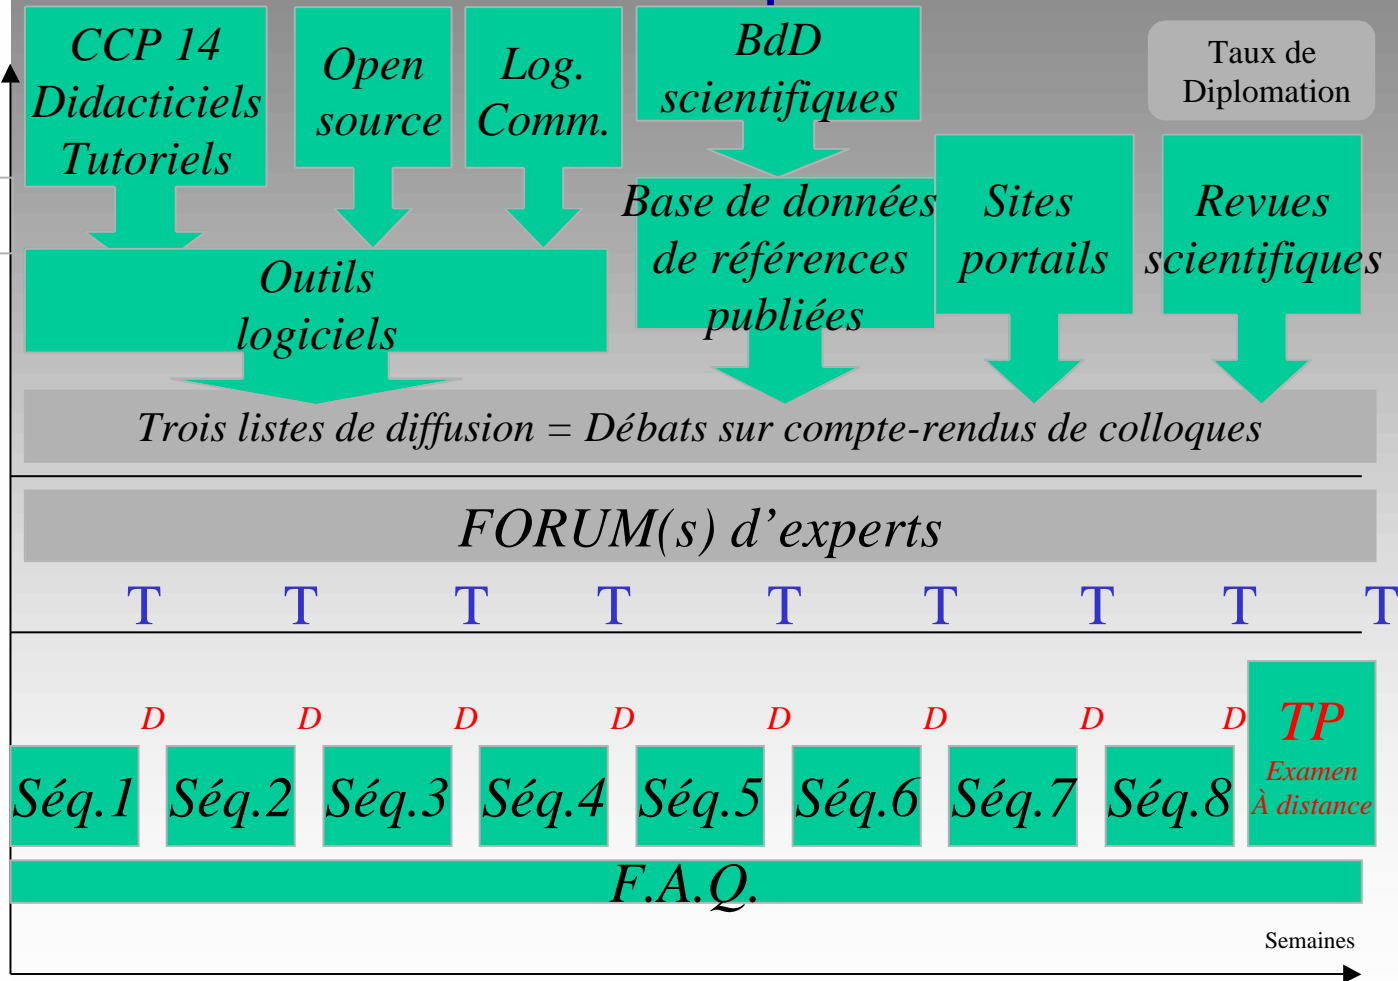 CCP 14
Didacticiels
Tutoriels
Open
source
Log.
Comm.
BdD
scientifiques
Taux de
Diplomation
Base de données
de références
publiées
Sites
portails
Revues
scientifiques
Outils
logiciels
Trois listes de diffusion = Débats sur compte-rendus de colloques
FORUM(s) d’experts
T T T T T T T T T
D D D D D D D D
TP
Examen
À distance
Séq.1 Séq.2 Séq.3 Séq.4 Séq.5 Séq.6 Séq.7 Séq.8
F.A.Q.
Semaines